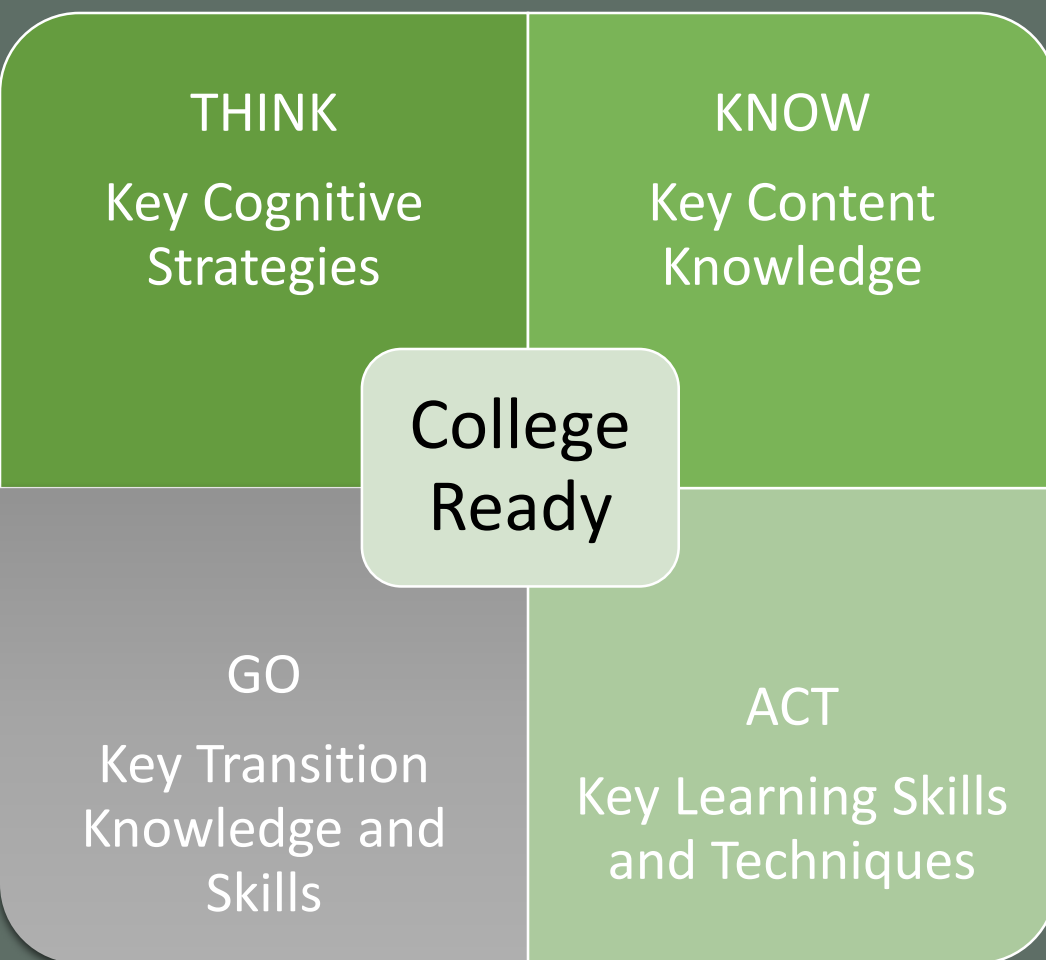 THINK
Key Cognitive
Strategies
KNOW
Key Content
Knowledge
College
Ready
GO
Key Transition
Knowledge and
Skills
ACT
Key Learning Skills
and Techniques